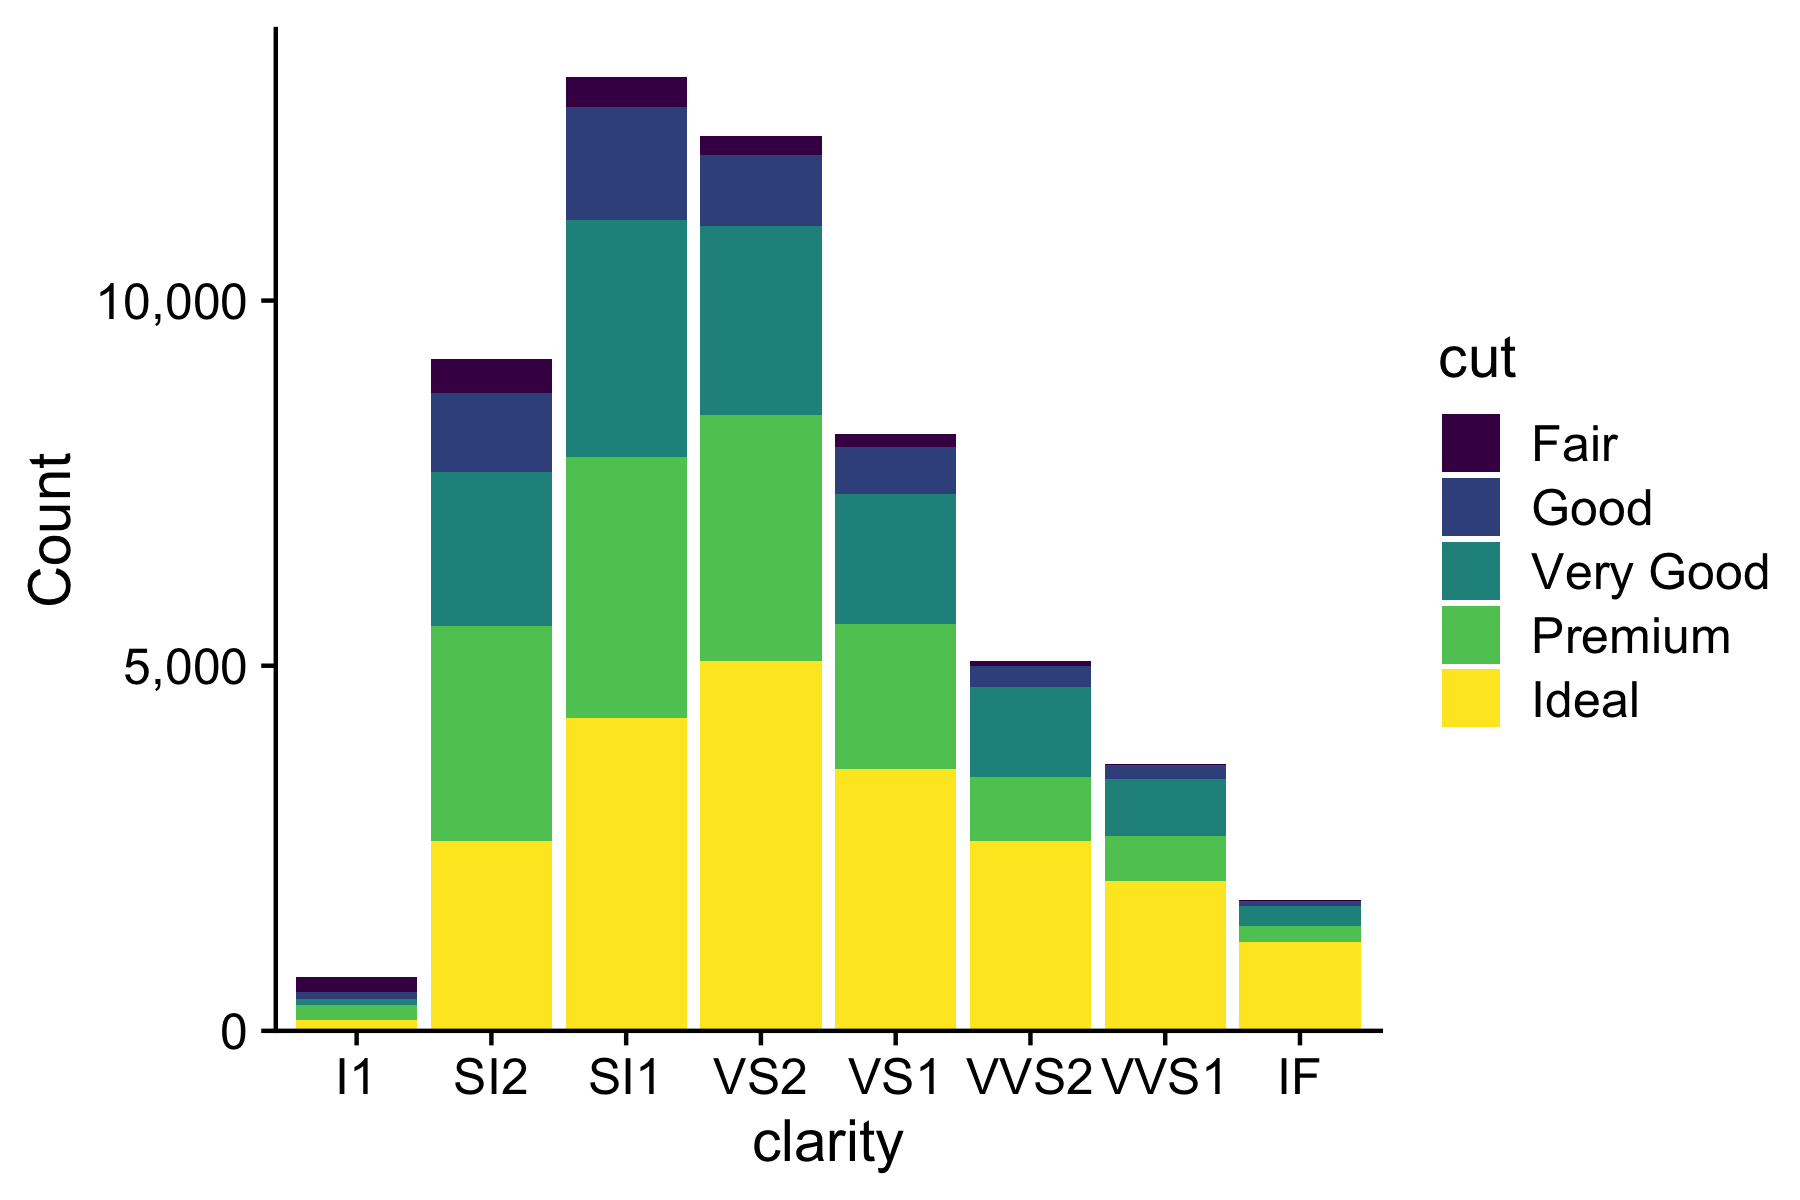 Count
10,000
5,000
0
I1 SI2 SI1 VS2 VS1 VVS2 VVS1 IF
clarity
cut
Fair
Good
Very Good
Premium
Ideal